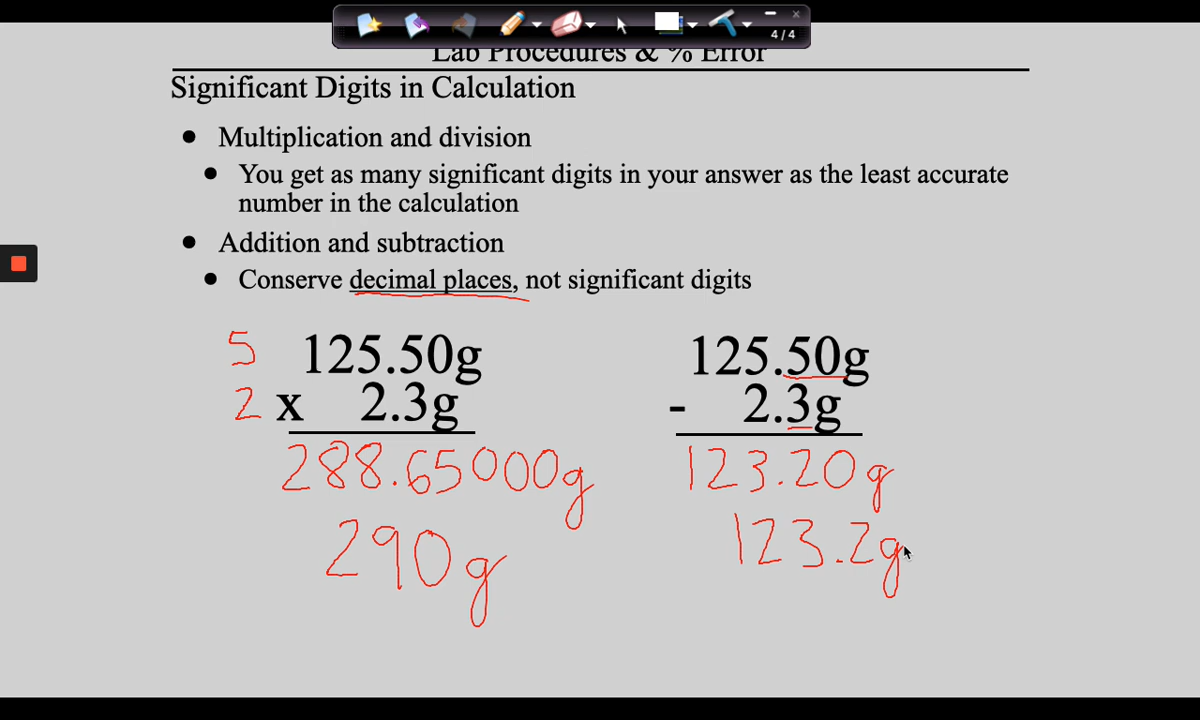 4 / 4
Lab Procedures & % Error
Significant Digits in Calculation
• Multiplication and division
• You get as many significant digits in your answer as the least accurate
number in the calculation
• Addition and subtraction
• Conserve decimal places, not significant digits
5 125.50g
2 x 2.3g
288.65000g
290g
125.50g
- 2.3g
123.20g
123.2g